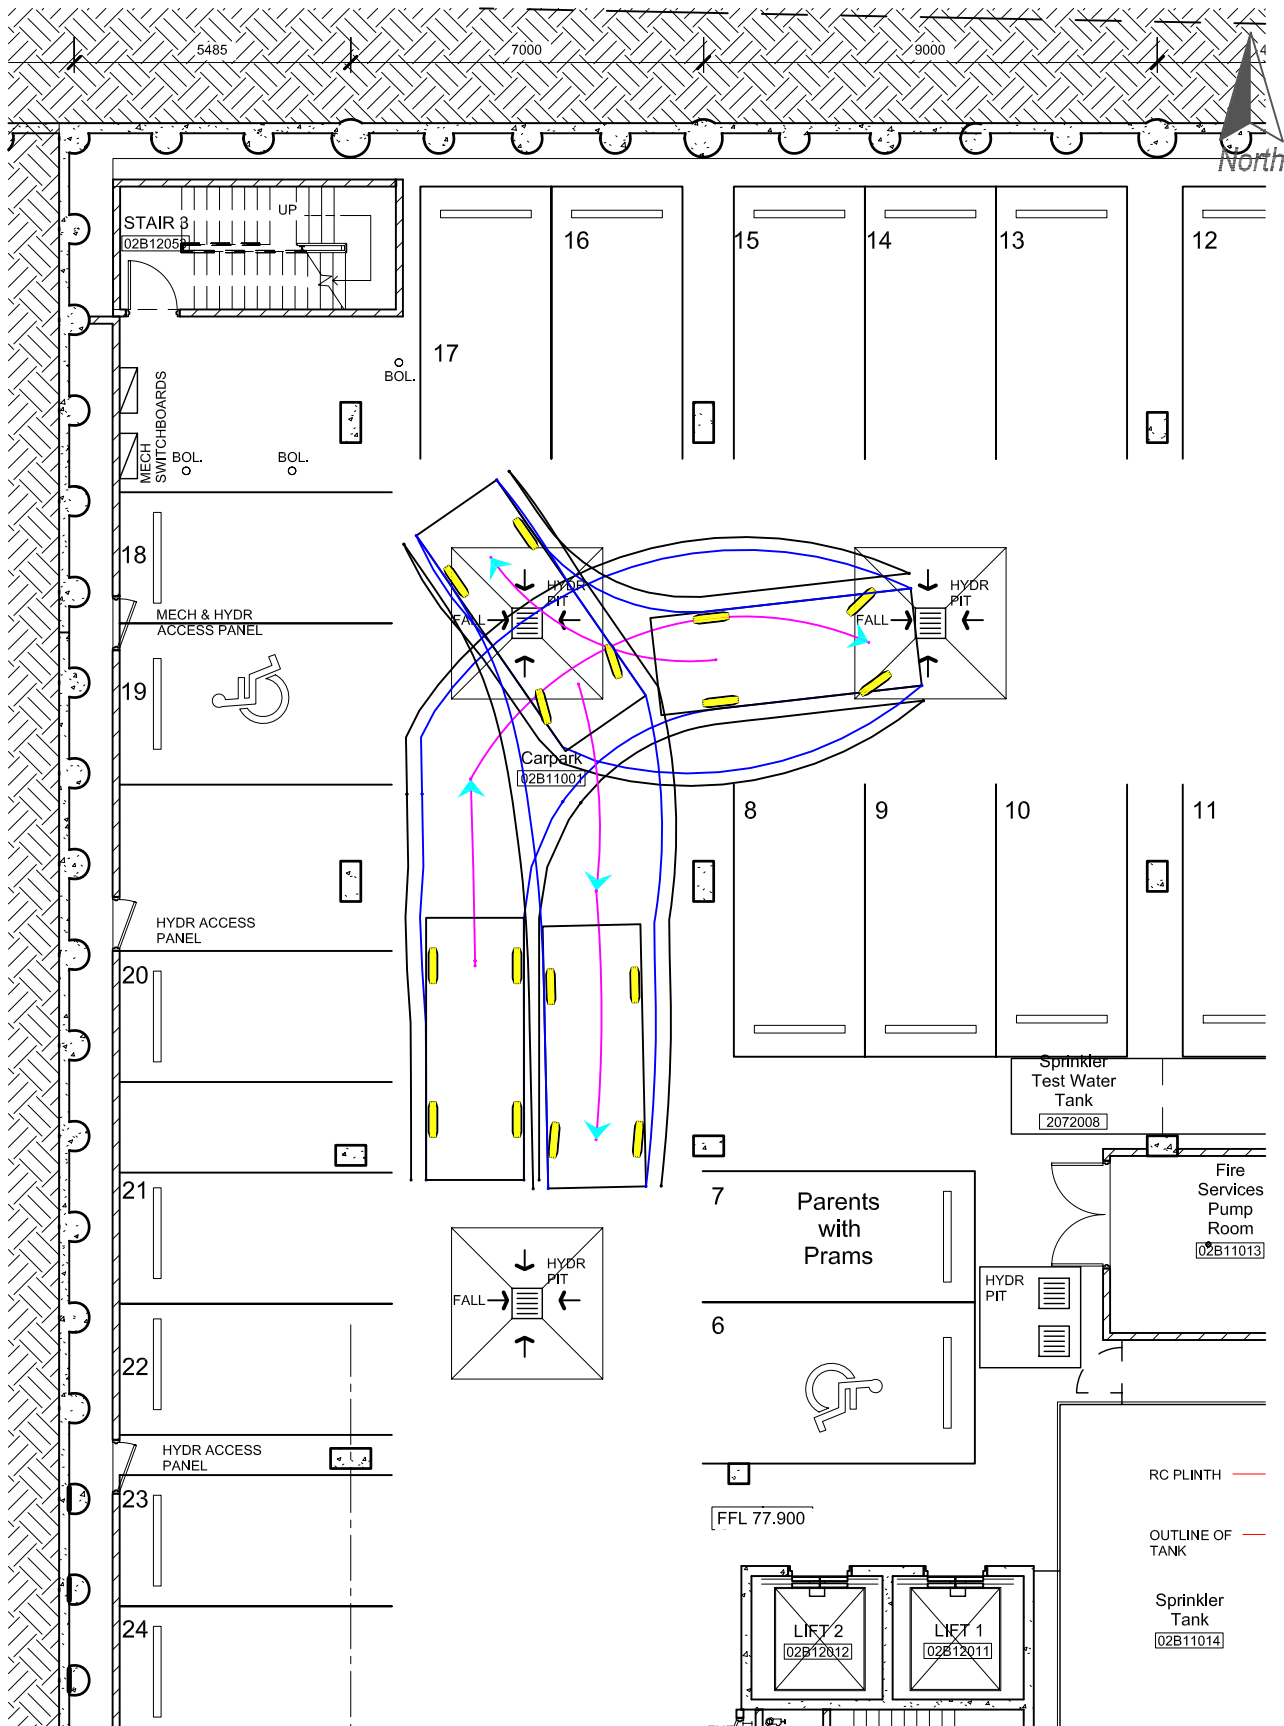 5485
7000
9000
4
North
STAIR 3
UP
16
15
14
13
12
17
BOL.
MECH
SWITCHBOARDS
BOL.
BOL.
18
HYDR
PIT
FALL
HYDR
PIT
FALL
MECH & HYDR
ACCESS PANEL
19
Carpark
02B11001
8
9
10
11
HYDR ACCESS
PANEL
20
Sprinkler
Test Water
Tank
2072008
21
7
Parents
with
Prams
Fire
Services
Pump
Room
02B11013
HYDR
PIT
FALL
HYDR
PIT
6
22
HYDR ACCESS
PANEL
RC PLINTH
23
FFL 77.900
OUTLINE OF
TANK
Sprinkler
Tank
02B11014
24
LIFT 2
02B12012
LIFT 1
02B12011